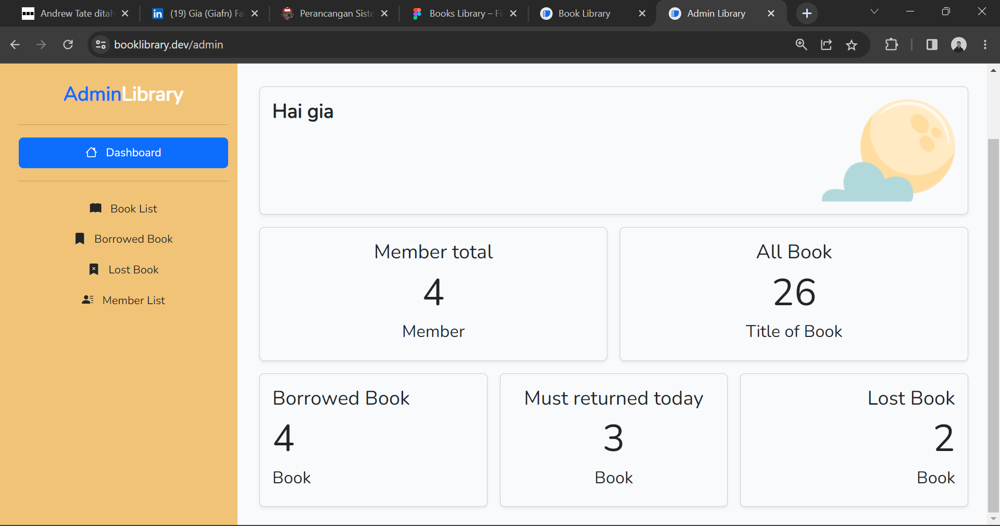 Andrew Tate ditah
(19) Gia (Giafn) Fa
Perancangan Siste
Books Library – Fi
Book Library
Admin Library
booklibrary.dev/admin
AdminLibrary
Dashboard
Book List
Borrowed Book
Lost Book
Member List
Hai gia
Member total
4
Member
All Book
26
Title of Book
Borrowed Book
4
Book
Must returned today
3
Book
Lost Book
2
Book